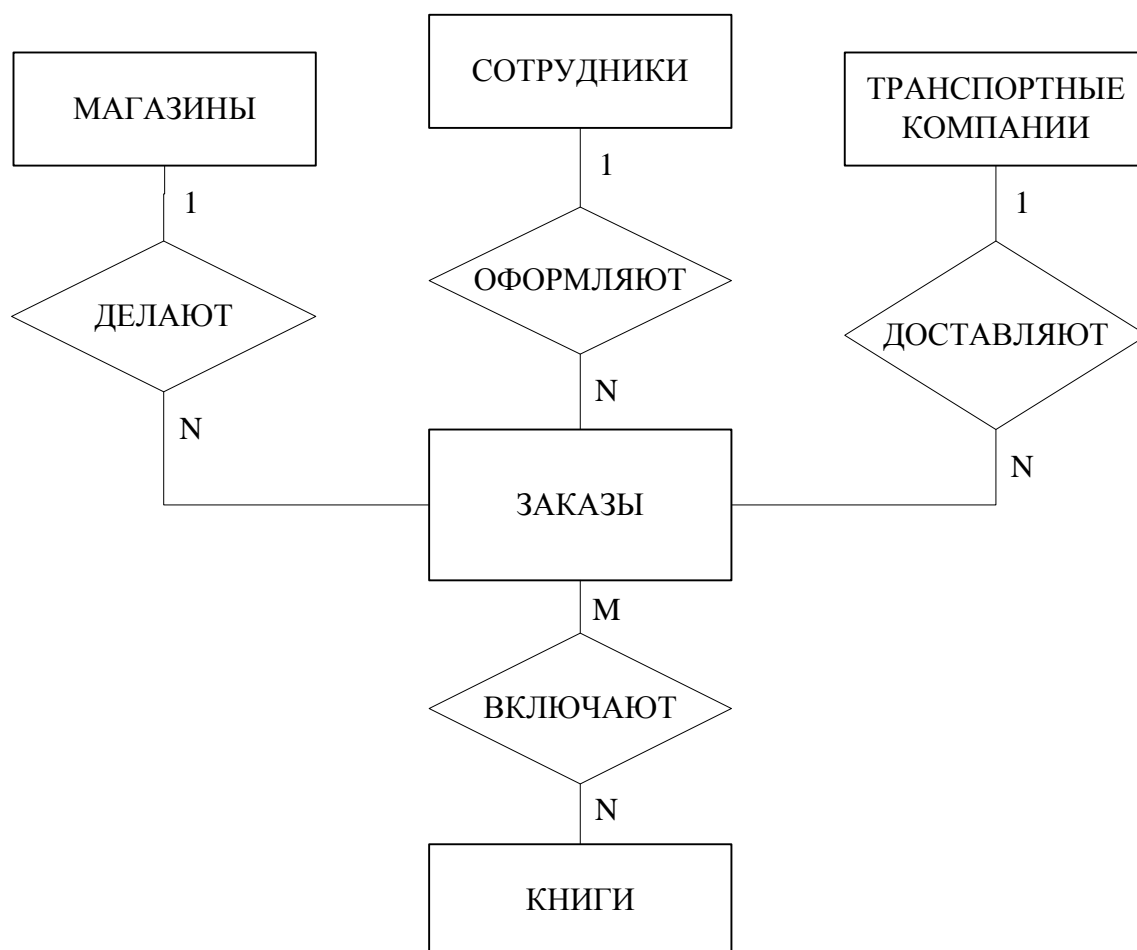 СОТРУДНИКИ
МАГАЗИНЫ
ТРАНСПОРТНЫЕ
КОМПАНИИ
1
1
1
ДЕЛАЮТ
ОФОРМЛЯЮТ
ДОСТАВЛЯЮТ
N
N
N
ЗАКАЗЫ
M
ВКЛЮЧАЮТ
N
КНИГИ